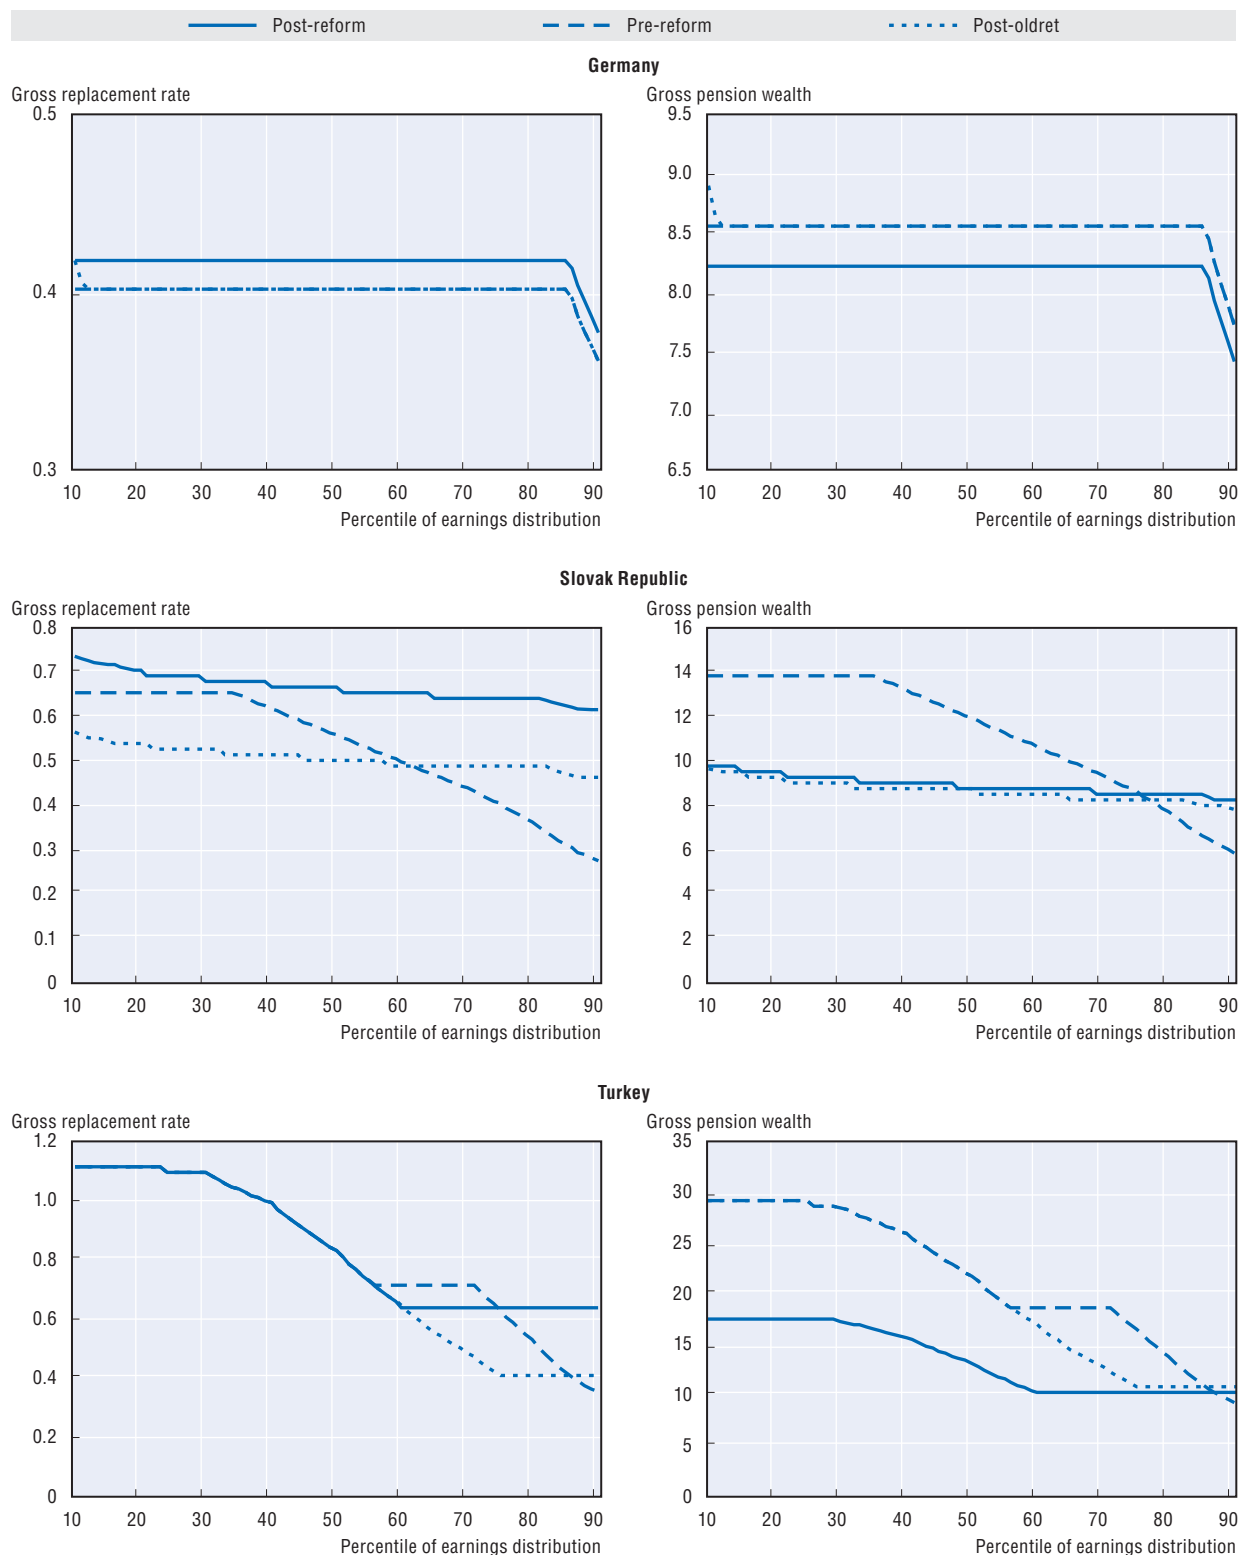 Post-reform Pre-reform Post-oldret
Germany
Gross replacement rate
0.5
0.4
0.3
10 20 30 40 50 60 70 80 90
Percentile of earnings distribution
Gross pension wealth
9.5
9.0
8.5
8.0
7.5
7.0
6.5
10 20 30 40 50 60 70 80 90
Percentile of earnings distribution
Slovak Republic
Gross replacement rate
0.8
0.7
0.6
0.5
0.4
0.3
0.2
0.1
0
10 20 30 40 50 60 70 80 90
Percentile of earnings distribution
Gross pension wealth
16
14
12
10
8
6
4
2
0
10 20 30 40 50 60 70 80 90
Percentile of earnings distribution
Turkey
Gross replacement rate
1.2
1.0
0.8
0.6
0.4
0.2
0
10 20 30 40 50 60 70 80 90
Percentile of earnings distribution
Gross pension wealth
35
30
25
20
15
10
5
0
10 20 30 40 50 60 70 80 90
Percentile of earnings distribution